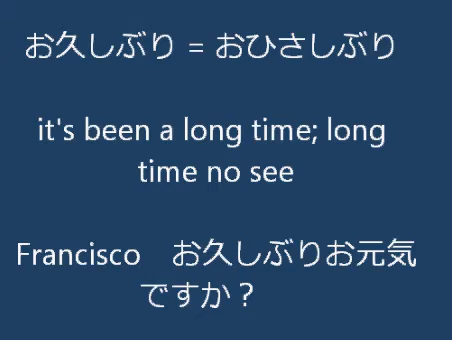 お久しぶり = おひさしぶり
it's been a long time; long
time no see
Francisco　お久しぶりお元気
ですか？